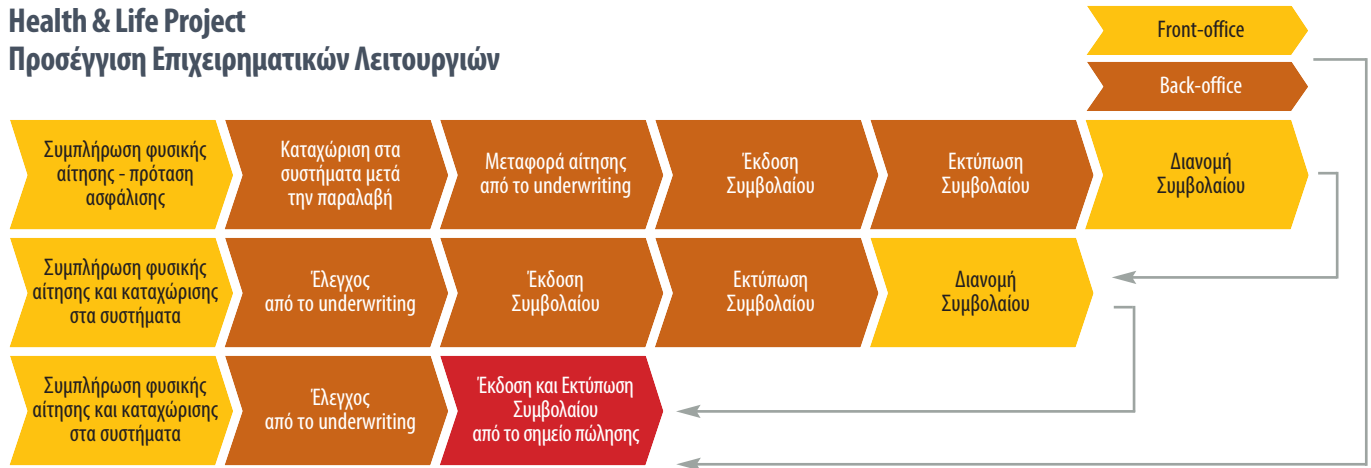 Health & Life Project
Προσέγγιση Επιχειρηματικών Λειτουργιών
Front-office
Back-office
Συμπλήρωση φυσικής
αίτησης - πρόταση
ασφάλισης
Καταχώριση στα
συστήματα μετά
την παραλαβή
Μεταφορά αίτησης
από το underwriting
Έκδοση
Συμβολαίου
Εκτύπωση
Συμβολαίου
Διανομή
Συμβολαίου
Συμπλήρωση φυσικής
αίτησης και καταχώρισης
στα συστήματα
Έλεγχος
από το underwriting
Έκδοση
Συμβολαίου
Εκτύπωση
Συμβολαίου
Διανομή
Συμβολαίου
Συμπλήρωση φυσικής
αίτησης και καταχώρισης
στα συστήματα
Έλεγχος
από το underwriting
Έκδοση και Εκτύπωση
Συμβολαίου
από το σημείο πώλησης